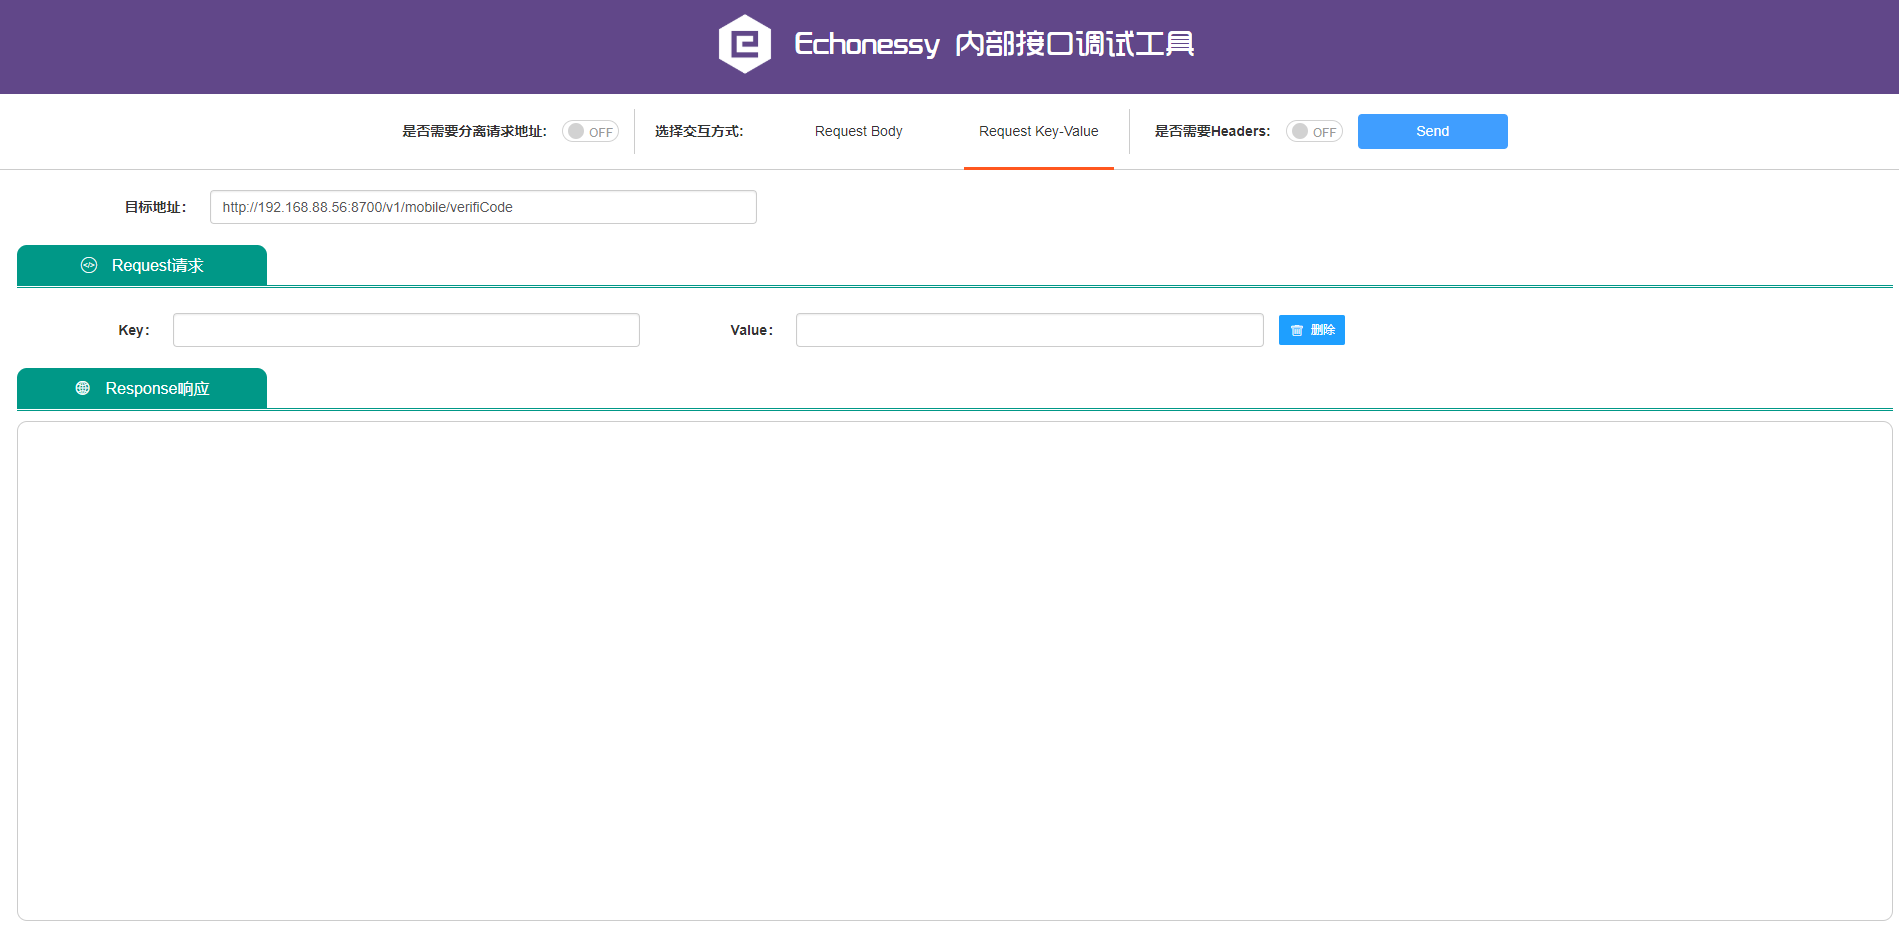 Echonessy 内部接口调试工具
是否需要分离请求地址: OFF 选择交互方式: Request Body Request Key-Value 是否需要Headers: OFF Send
目标地址: http://192.168.88.56:8700/v1/mobile/verifiCode
Request请求
Key: Value: 删除
Response响应